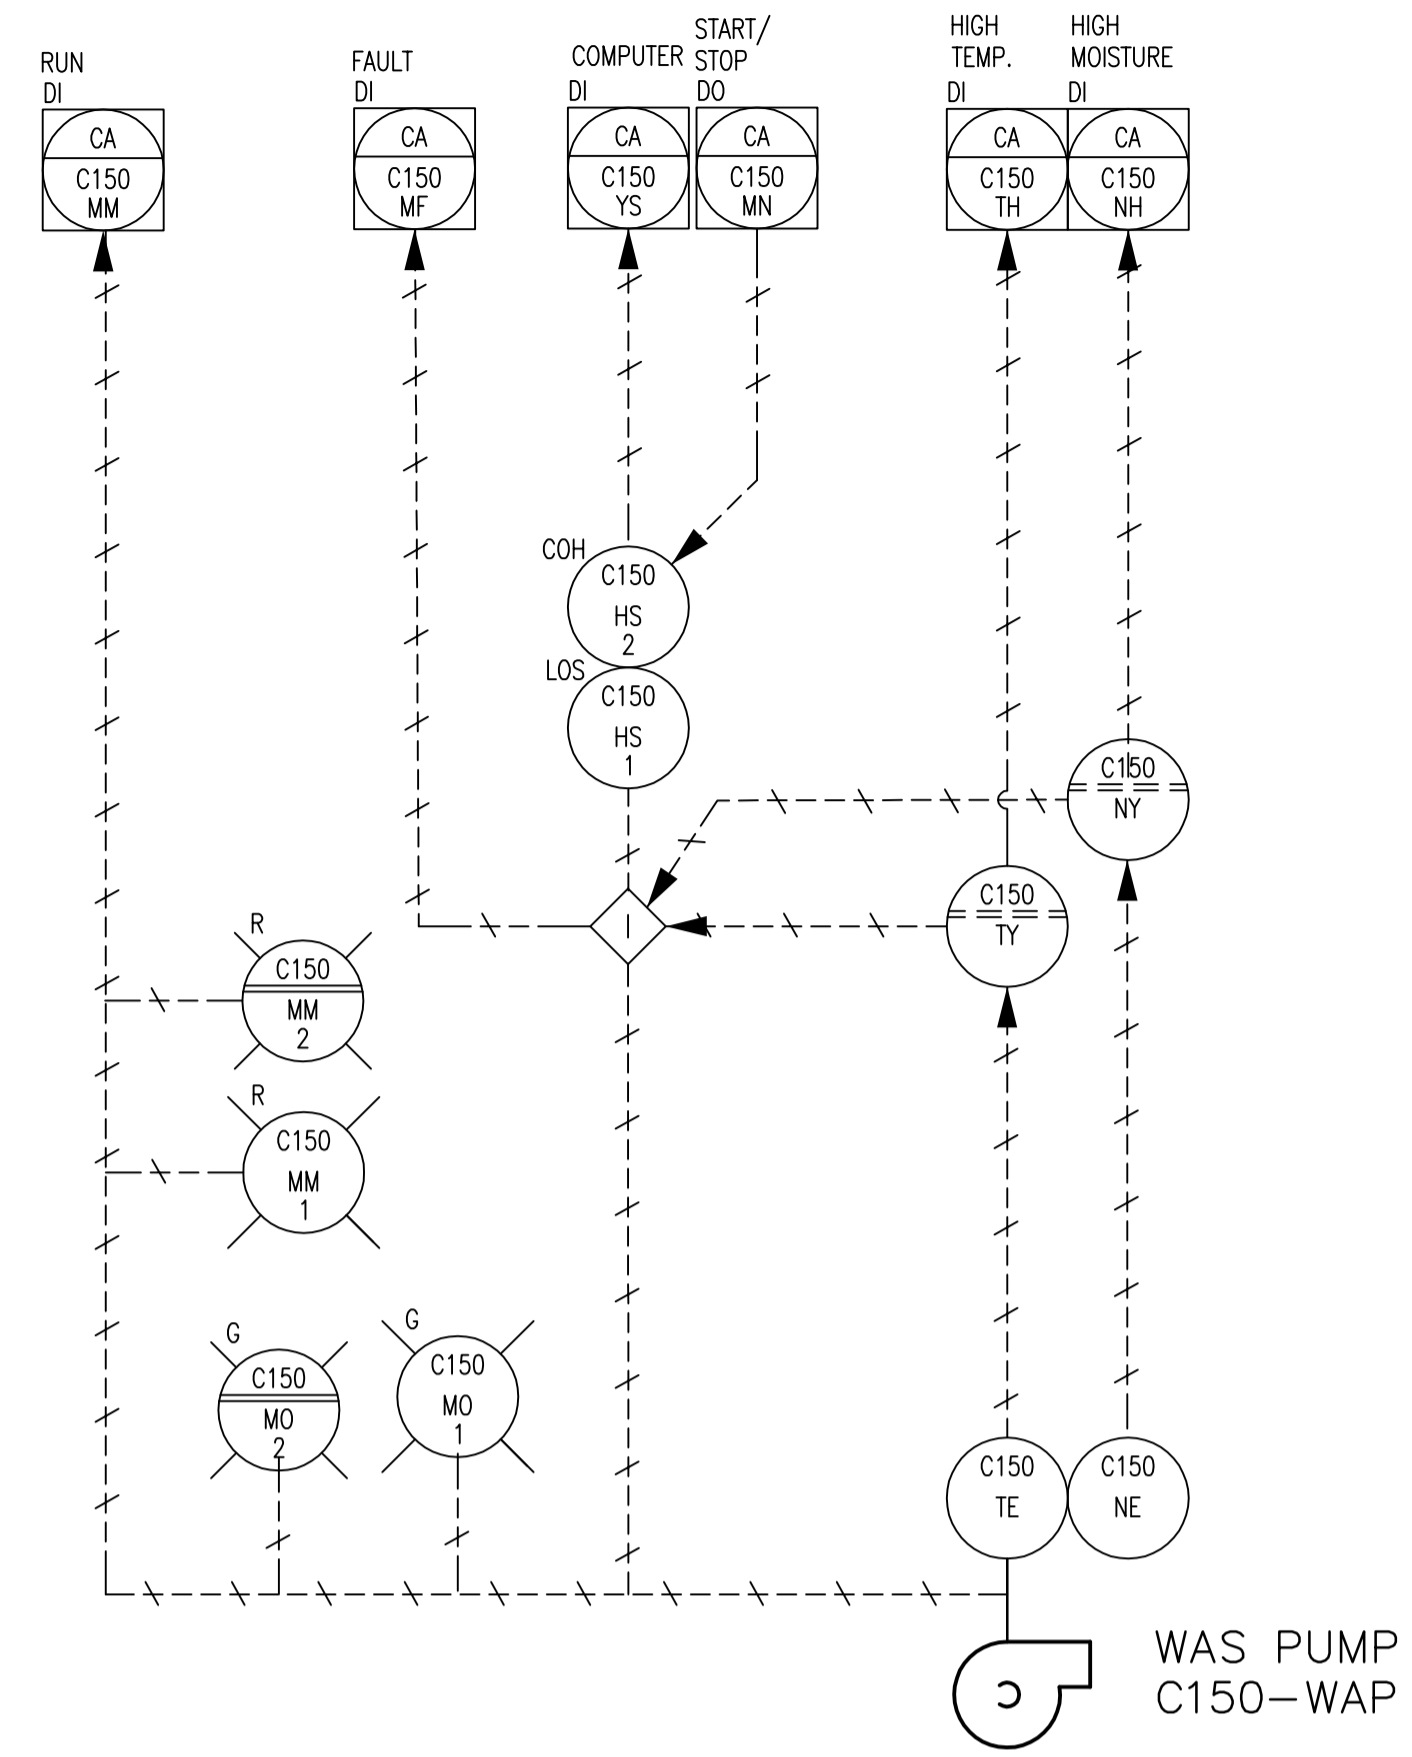 RUN
DI
CA
C150
MM
FAULT
DI
CA
C150
MF
COMPUTER
DI
CA
C150
YS
START/
STOP
DO
CA
C150
MN
HIGH
TEMP.
DI
CA
C150
TH
HIGH
MOISTURE
DI
CA
C150
NH
COH
C150
HS
2
LOS
C150
HS
1
C150
NY
C150
TY
R
C150
MM
2
R
C150
MM
1
G
C150
MO
2
G
C150
MO
1
C150
TE
C150
NE
WAS PUMP
C150-WAP